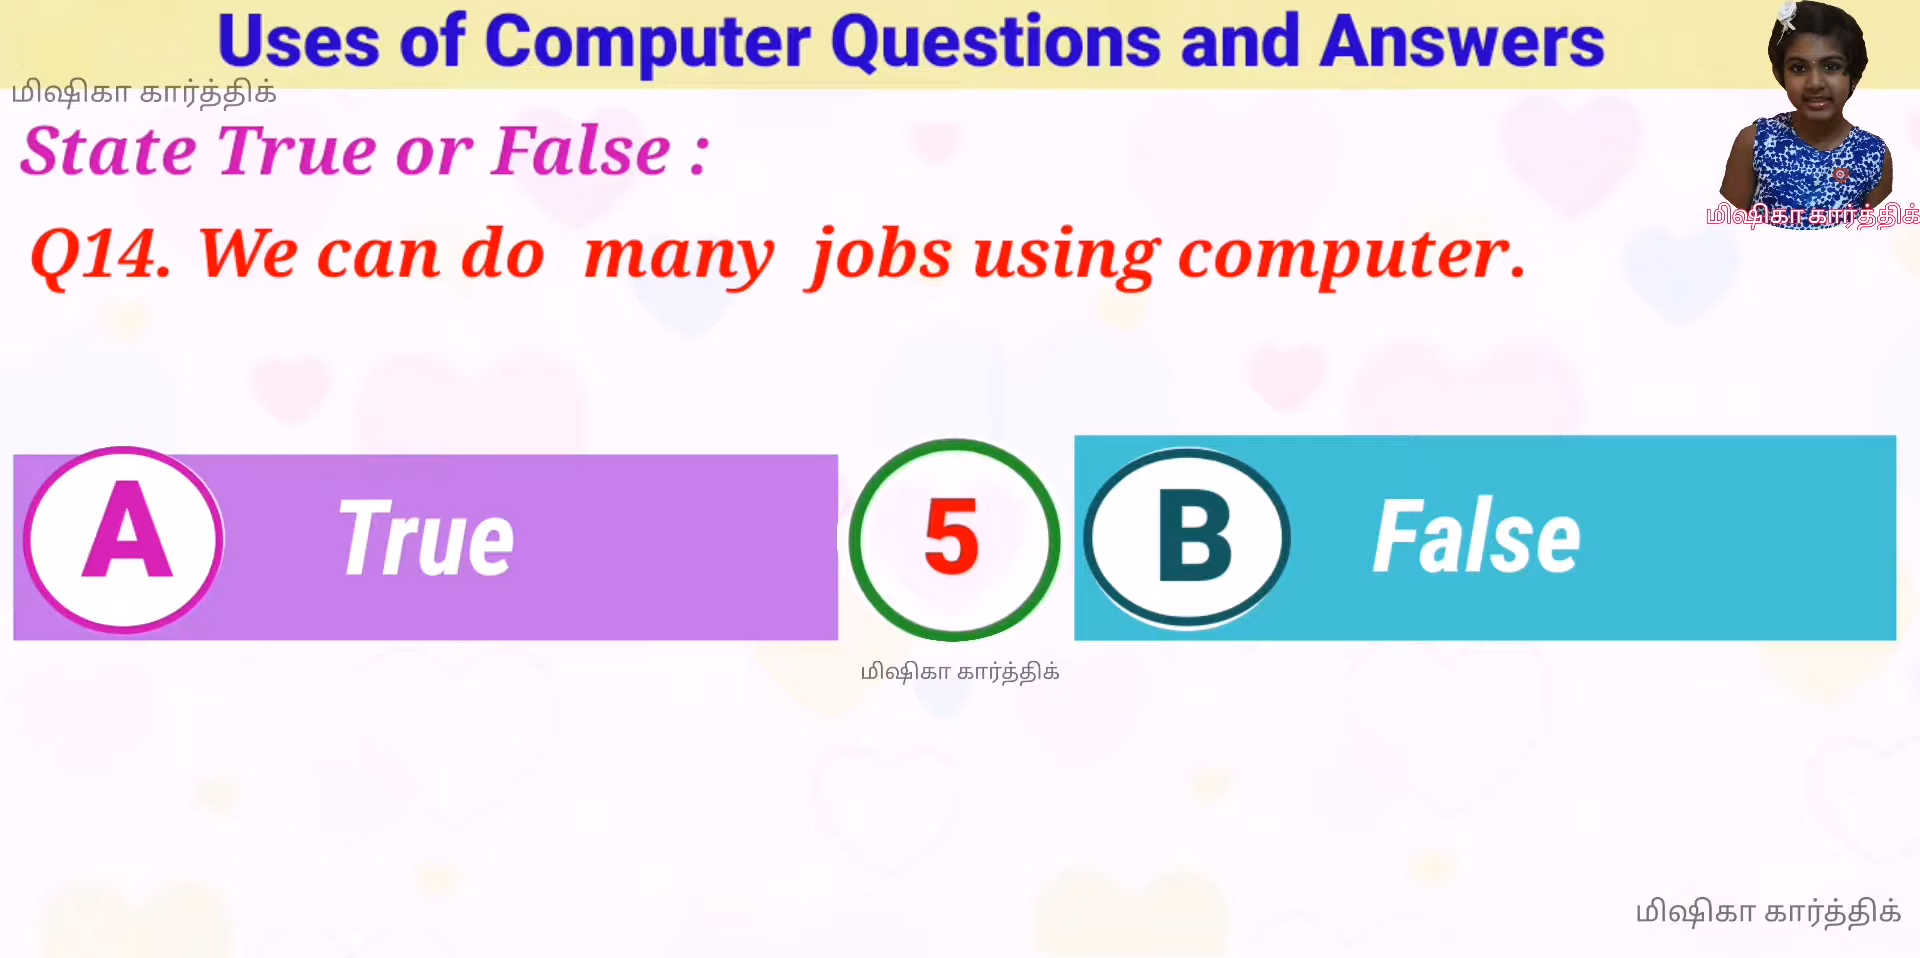 Uses of Computer Questions and Answers
மிஷிகா கார்த்திக்
State True or False :
மிஷிகா கார்த்திக்
Q14. We can do many jobs using computer.
A True
5
B False
மிஷிகா கார்த்திக்
மிஷிகா கார்த்திக்